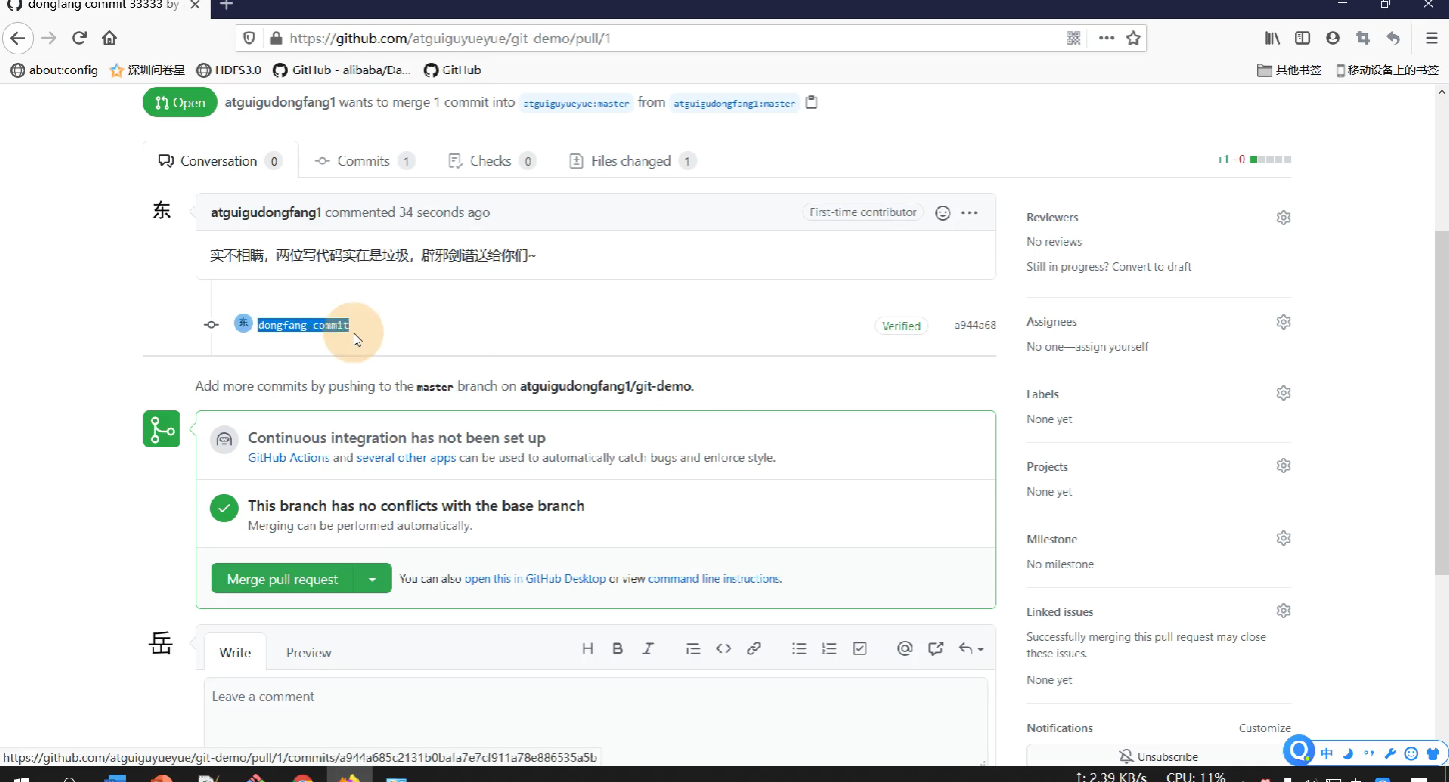 dongfang commit 33333 by
https://github.com/atguiguyueyue/git-demo/pull/1
about:config 深圳问卷星 HDFS3.0 GitHub - alibaba/Da... GitHub 其他书签 移动设备上的书签
Open atguigudongfang1 wants to merge 1 commit into atguiguyueyue:master from atguigudongfang1:master
Conversation 0 Commits 1 Checks 0 Files changed 1 +1 −0
东 atguigudongfang1 commented 34 seconds ago First-time contributor
实不相瞒，两位写代码实在是垃圾，辟邪剑谱送给你们~
东 dongfang commit Verified a944a68
Add more commits by pushing to the master branch on atguigudongfang1/git-demo.
Continuous integration has not been set up
GitHub Actions and several other apps can be used to automatically catch bugs and enforce style.
This branch has no conflicts with the base branch
Merging can be performed automatically.
Merge pull request You can also open this in GitHub Desktop or view command line instructions.
岳 Write Preview
Leave a comment
Reviewers
No reviews
Still in progress? Convert to draft
Assignees
No one—assign yourself
Labels
None yet
Projects
None yet
Milestone
No milestone
Linked issues
Successfully merging this pull request may close
these issues.
None yet
Notifications Customize
Unsubscribe
中
↑: 2.39 KB/s CPU: 11%